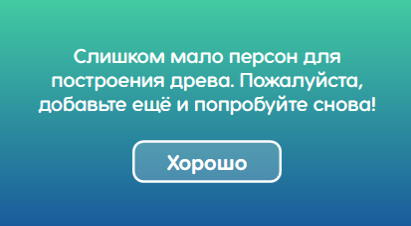 Слишком мало персон для
построения древа. Пожалуйста,
добавьте ещё и попробуйте снова!
Хорошо